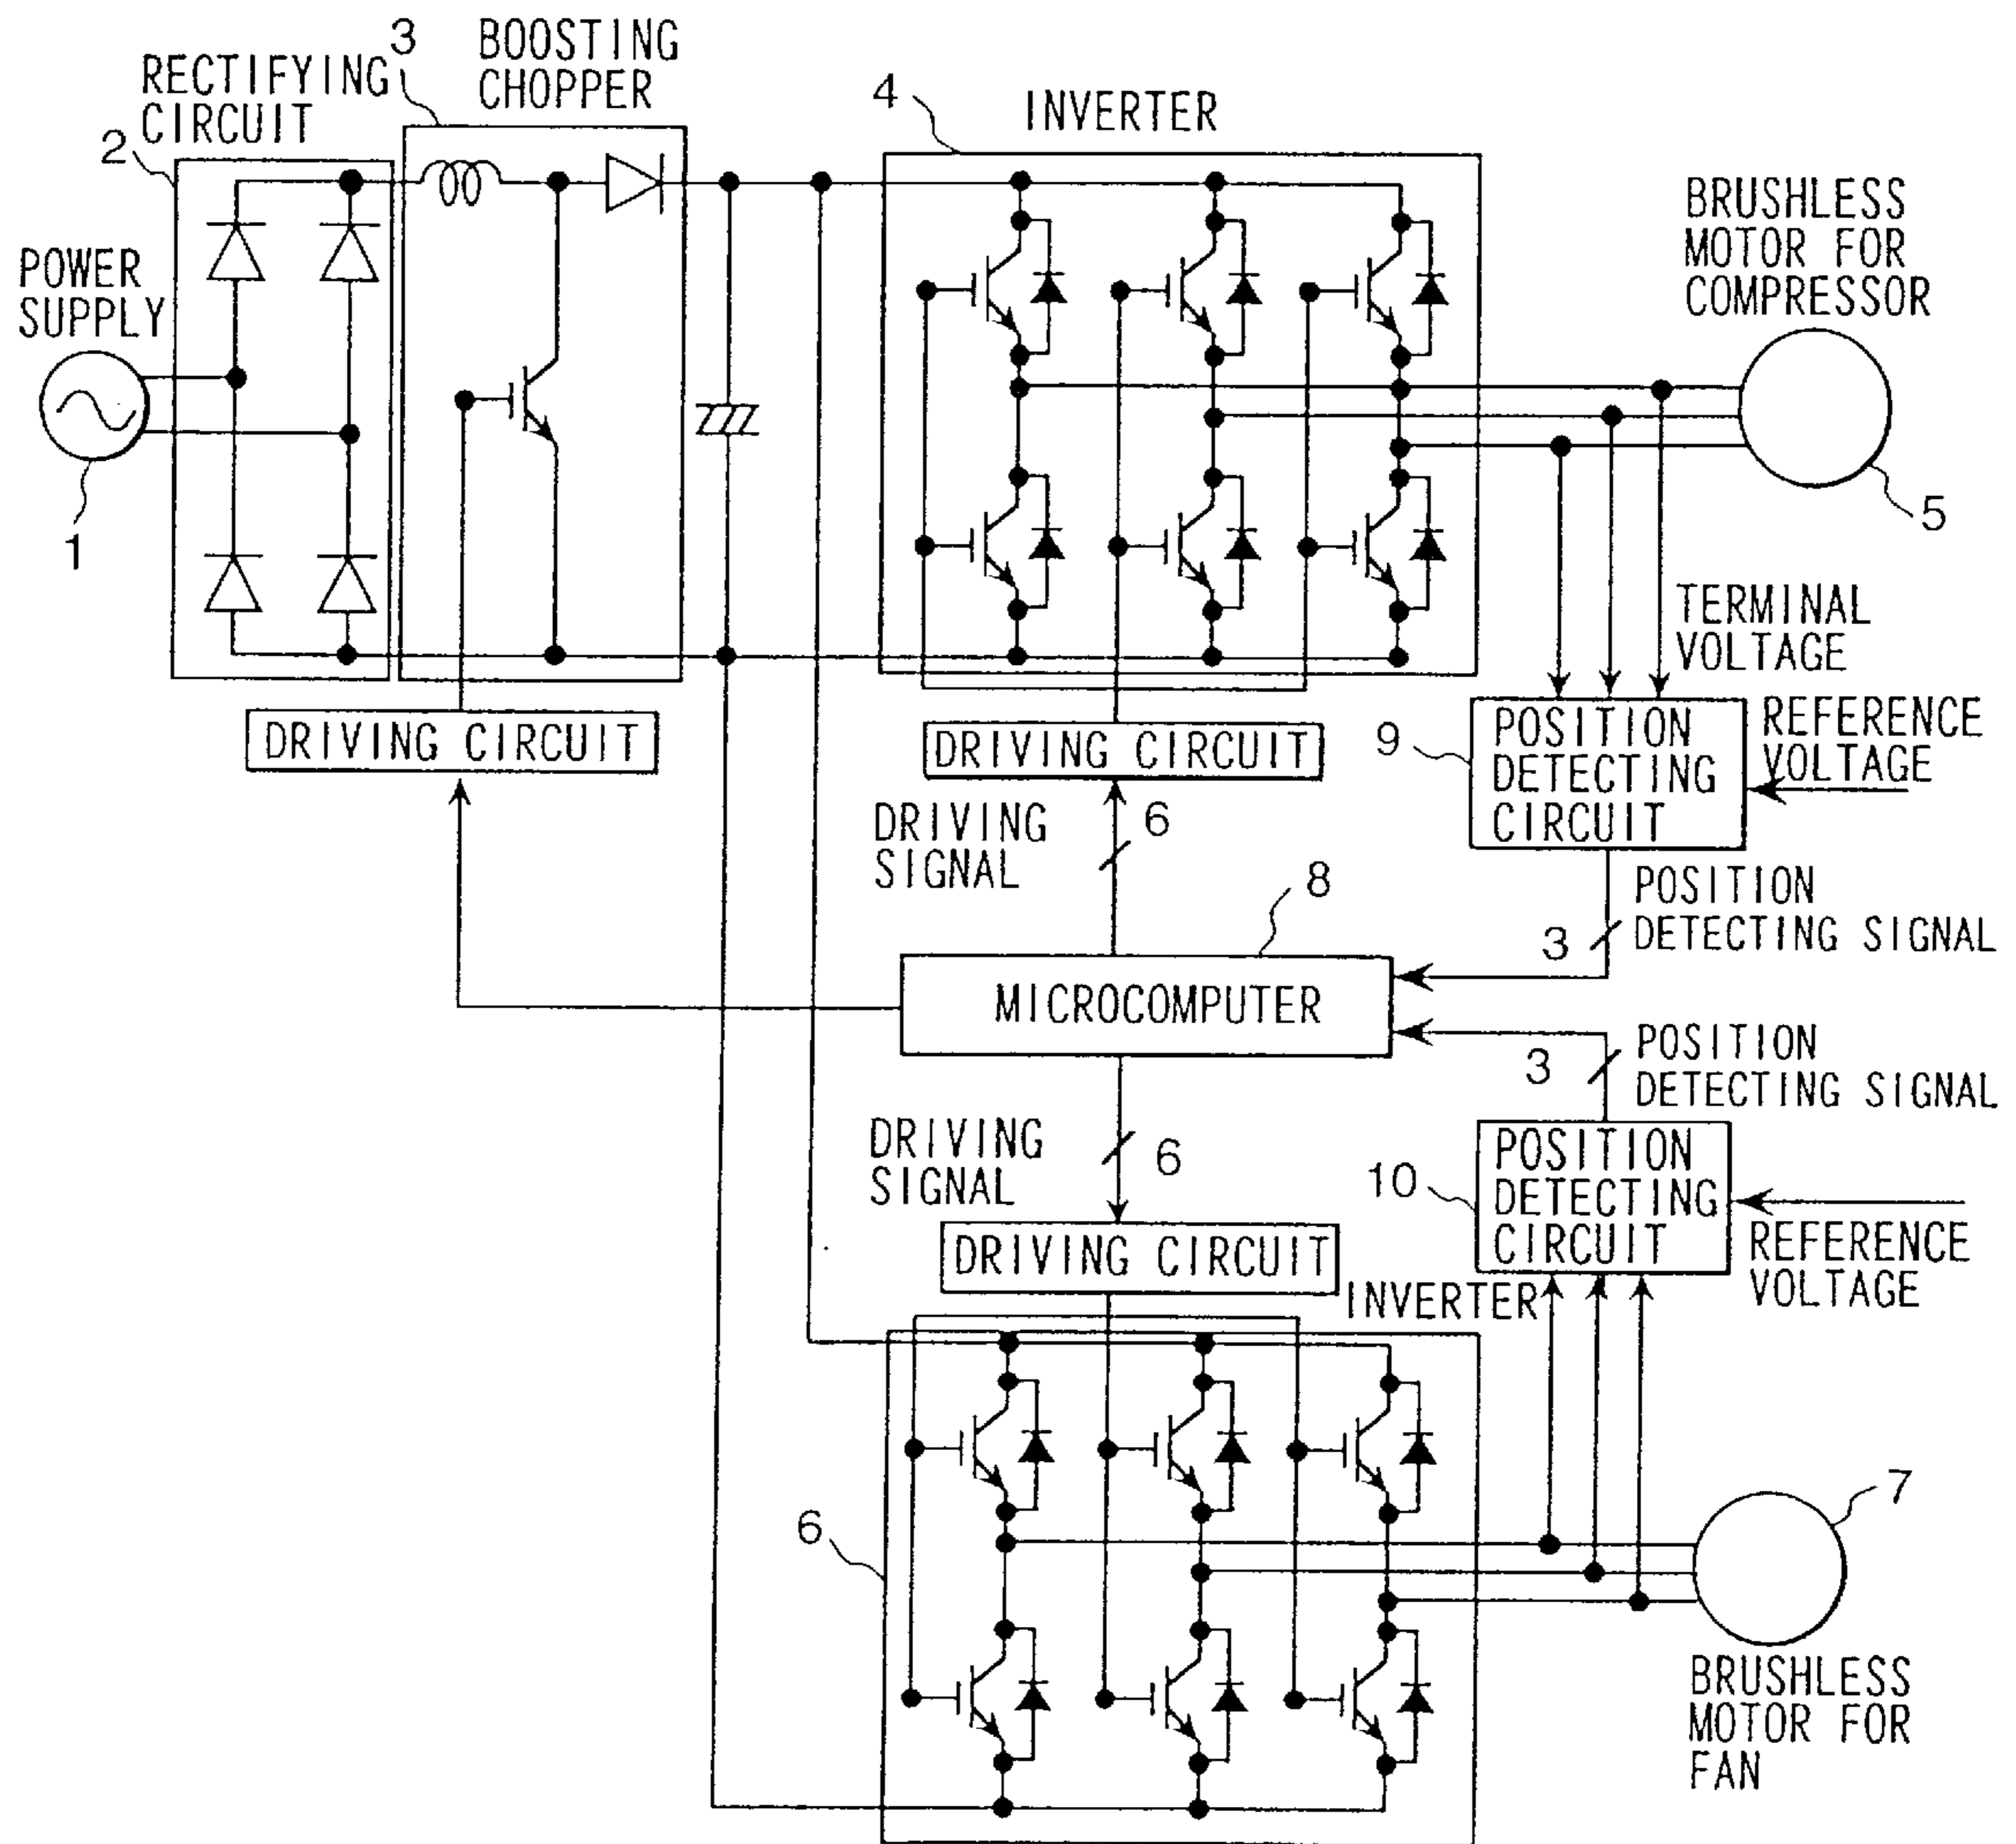 3
BOOSTING
CHOPPER
RECTIFYING
CIRCUIT
2
4
INVERTER
POWER
SUPPLY
1
BRUSHLESS
MOTOR FOR
COMPRESSOR
5
TERMINAL
VOLTAGE
DRIVING CIRCUIT
DRIVING CIRCUIT
9
POSITION
DETECTING
CIRCUIT
REFERENCE
VOLTAGE
DRIVING
SIGNAL
6
8
3
POSITION
DETECTING SIGNAL
MICROCOMPUTER
3
POSITION
DETECTING SIGNAL
DRIVING
SIGNAL
6
10
POSITION
DETECTING
CIRCUIT
REFERENCE
VOLTAGE
DRIVING CIRCUIT
INVERTER
6
7
BRUSHLESS
MOTOR FOR
FAN